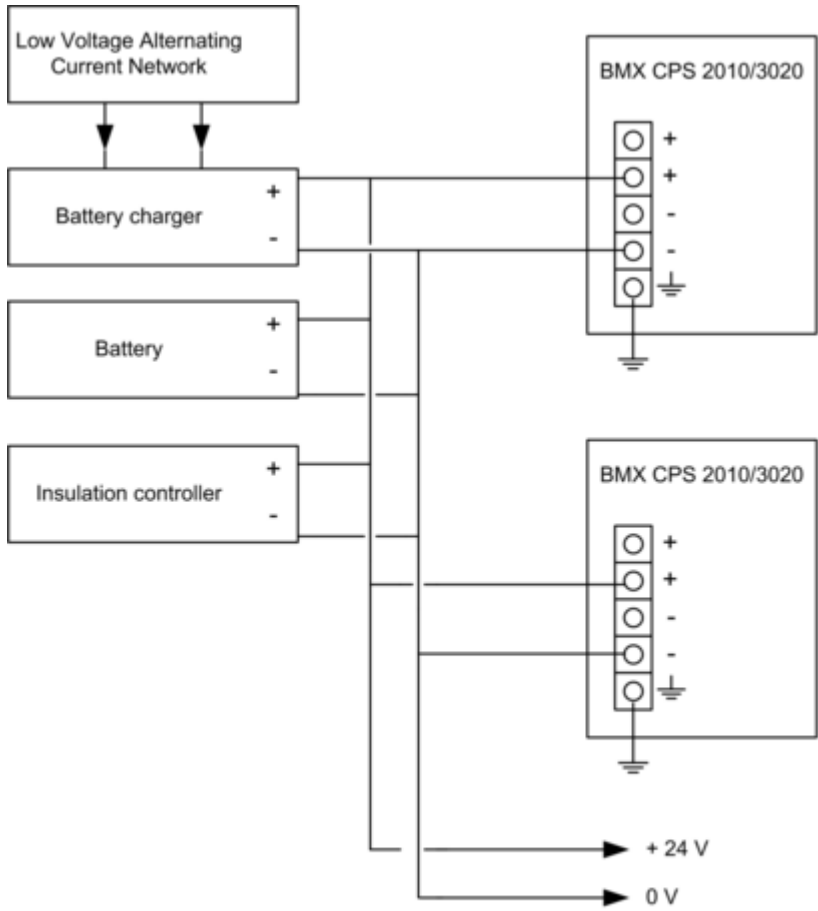 Low Voltage Alternating
Current Network
Battery charger
+
-
Battery
+
-
Insulation controller
+
-
BMX CPS 2010/3020
+
+
-
-
BMX CPS 2010/3020
+
+
-
-
+ 24 V
0 V